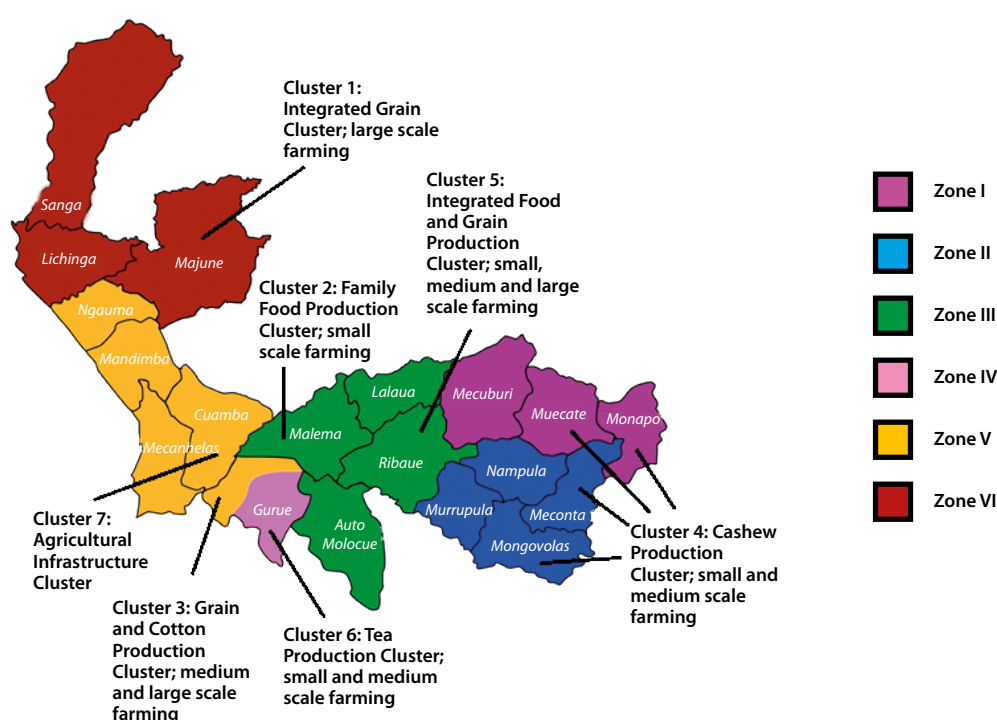 Cluster 1:
Integrated Grain
Cluster; large scale
farming
Cluster 5:
Integrated Food
and Grain
Production
Cluster; small,
medium and large
scale farming
Cluster 2: Family
Food Production
Cluster; small
scale farming
Sanga
Lichinga
Majune
Ngauma
Mandimba
Cuamba
Mecanhelas
Malema
Lalaua
Ribaue
Mecuburi
Muecate
Monapo
Nampula
Murrupula
Meconta
Mongovolas
Gurue
Auto
Molocue
Cluster 7:
Agricultural
Infrastructure
Cluster
Cluster 3: Grain
and Cotton
Production
Cluster; medium
and large scale
farming
Cluster 6: Tea
Production Cluster;
small and medium
scale farming
Cluster 4: Cashew
Production
Cluster; small and
medium scale
farming
Zone I
Zone II
Zone III
Zone IV
Zone V
Zone VI